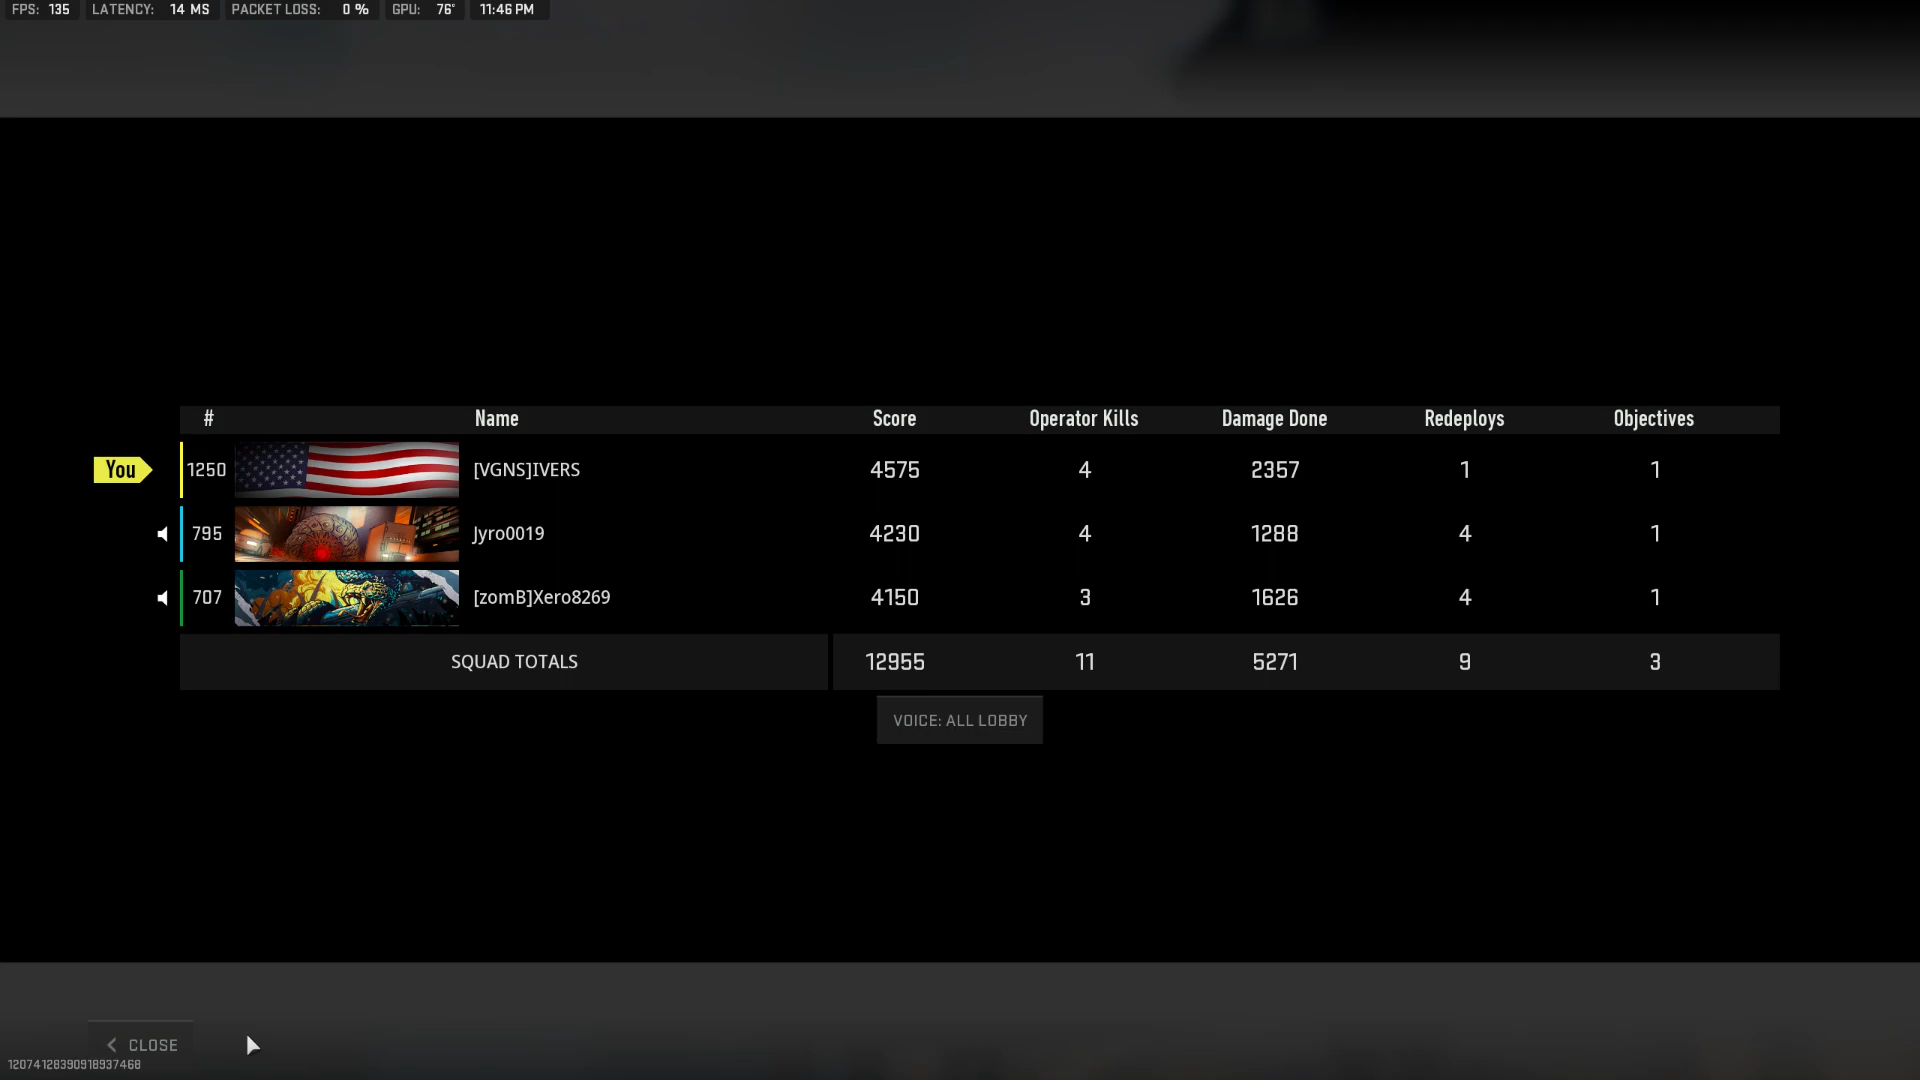 FPS: 135 LATENCY: 14 MS PACKET LOSS: 0 % GPU: 76° 11:46 PM
# Name Score Operator Kills Damage Done Redeploys Objectives
You 1250 [VGNS]IVERS 4575 4 2357 1 1
795 Jyro0019 4230 4 1288 4 1
707 [zomB]Xero8269 4150 3 1626 4 1
SQUAD TOTALS 12955 11 5271 9 3
VOICE: ALL LOBBY
CLOSE
12074128390918937468